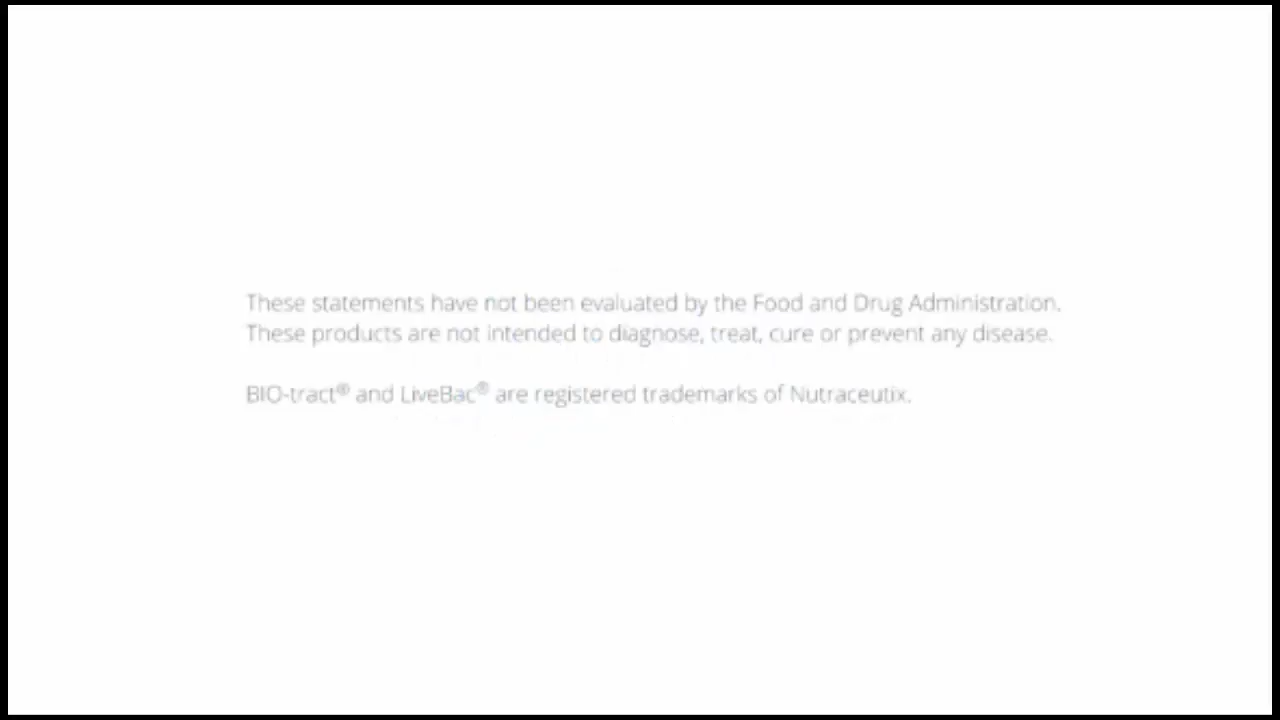 These statements have not been evaluated by the Food and Drug Administration.
These products are not intended to diagnose, treat, cure or prevent any disease.
BIO-tract® and LiveBac® are registered trademarks of Nutraceutix.